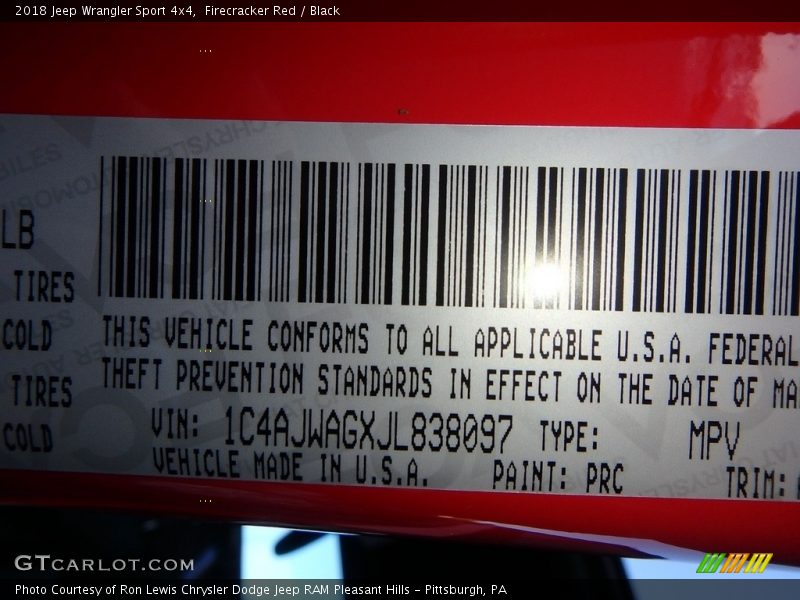 2018 Jeep Wrangler Sport 4x4,  Firecracker Red / Black
LB
TIRES
COLD
TIRES
COLD
THIS VEHICLE CONFORMS TO ALL APPLICABLE U.S.A. FEDERAL
THEFT PREVENTION STANDARDS IN EFFECT ON THE DATE OF MA
VIN: 1C4AJWAGXJL838097 TYPE: MPV
VEHICLE MADE IN U.S.A. PAINT: PRC TRIM:
GTCARLOT.COM
Photo Courtesy of Ron Lewis Chrysler Dodge Jeep RAM Pleasant Hills - Pittsburgh, PA